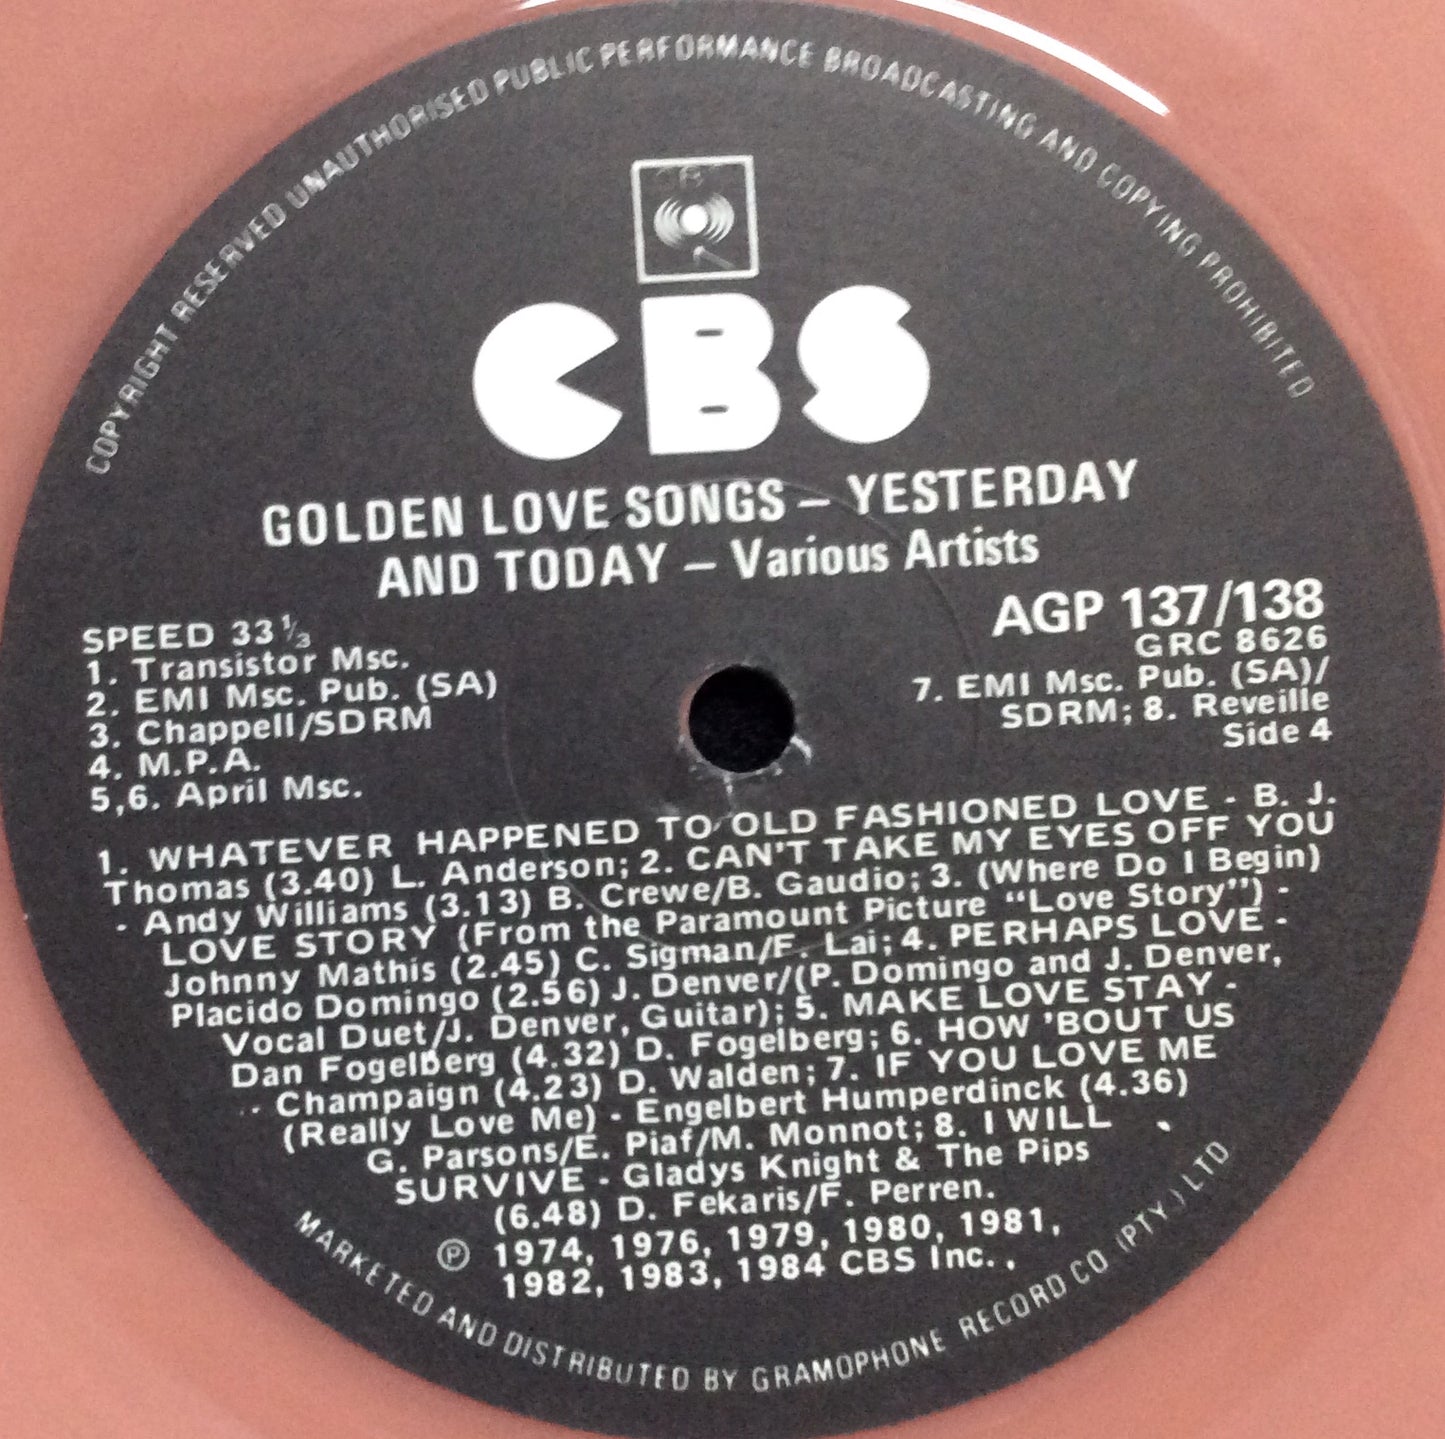 COPYRIGHT RESERVED UNAUTHORISED PUBLIC PERFORMANCE BROADCASTING AND COPYING PROHIBITED
CBS
GOLDEN LOVE SONGS – YESTERDAY
AND TODAY – Various Artists
SPEED 33⅓
1. Transistor Msc.
2. EMI Msc. Pub. (SA)
3. Chappell/SDRM
4. M.P.A.
5,6. April Msc.
AGP 137/138
GRC 8626
7. EMI Msc. Pub. (SA)/
SDRM; 8. Reveille
Side 4
1. WHATEVER HAPPENED TO OLD FASHIONED LOVE - B. J.
Thomas (3.40) L. Anderson; 2. CAN'T TAKE MY EYES OFF YOU
- Andy Williams (3.13) B. Crewe/B. Gaudio; 3. (Where Do I Begin)
LOVE STORY (From the Paramount Picture "Love Story") -
Johnny Mathis (2.45) C. Sigman/F. Lai; 4. PERHAPS LOVE -
Placido Domingo (2.56) J. Denver/(P. Domingo and J. Denver,
Vocal Duet/J. Denver, Guitar); 5. MAKE LOVE STAY -
Dan Fogelberg (4.32) D. Fogelberg; 6. HOW 'BOUT US
- Champaign (4.23) D. Walden; 7. IF YOU LOVE ME
(Really Love Me) - Engelbert Humperdinck (4.36)
G. Parsons/E. Piaf/M. Monnot; 8. I WILL
SURVIVE - Gladys Knight & The Pips
(6.48) D. Fekaris/F. Perren.
℗ 1974, 1976, 1979, 1980, 1981,
1982, 1983, 1984 CBS Inc.
MARKETED AND DISTRIBUTED BY GRAMOPHONE RECORD CO (PTY.) LTD